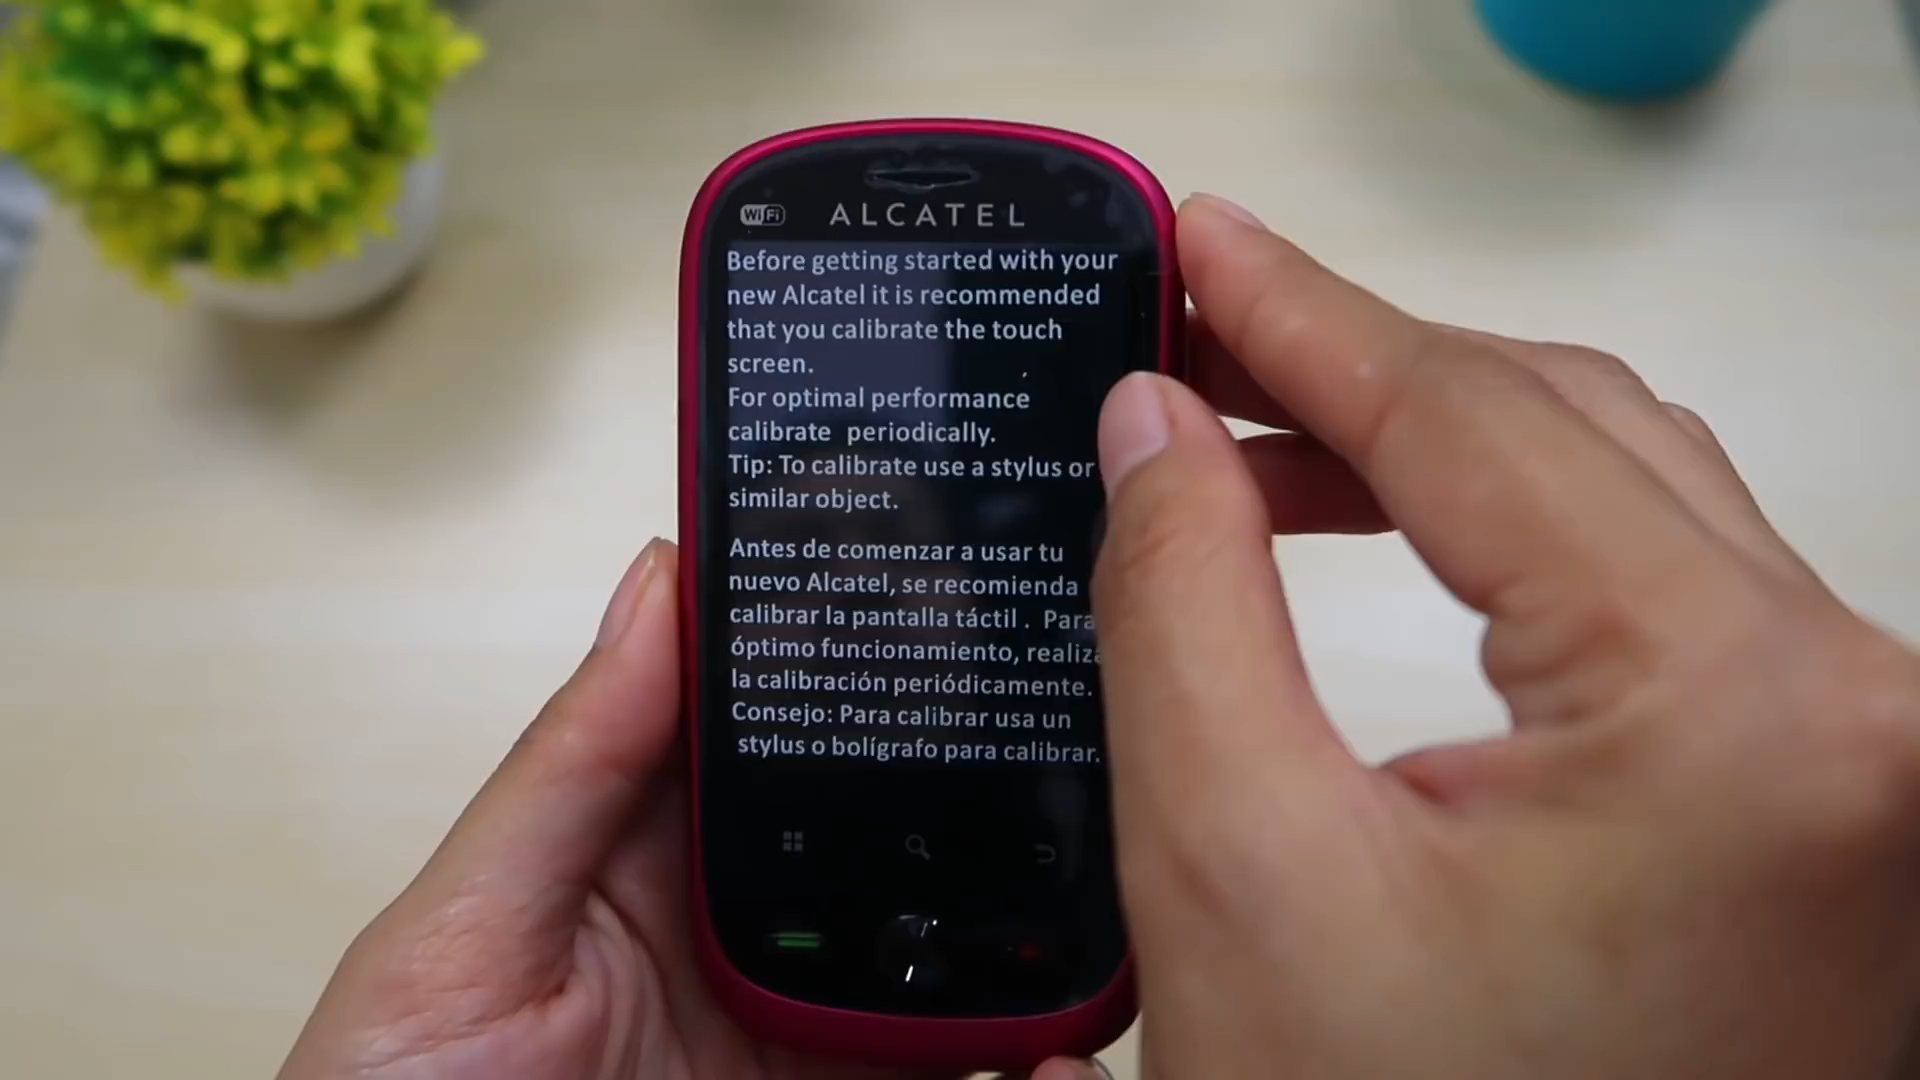 WiFi ALCATEL
Before getting started with your
new Alcatel it is recommended
that you calibrate the touch
screen.
For optimal performance
calibrate periodically.
Tip: To calibrate use a stylus or
similar object.
Antes de comenzar a usar tu
nuevo Alcatel, se recomienda
calibrar la pantalla táctil . Para
óptimo funcionamiento, realiza
la calibración periódicamente.
Consejo: Para calibrar usa un
stylus o bolígrafo para calibrar.